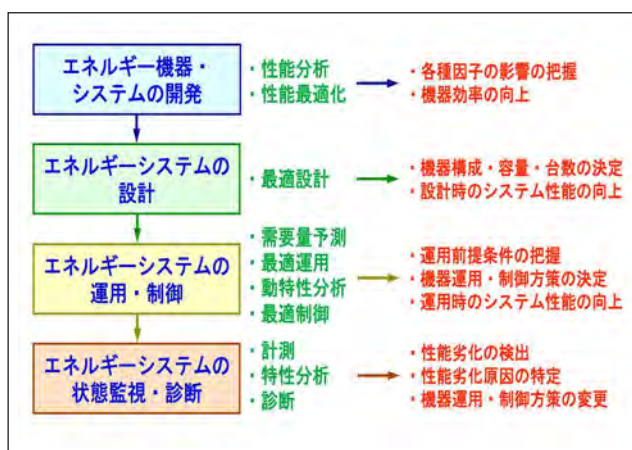 エネルギー機器・
システムの開発
・性能分析
・性能最適化
・各種因子の影響の把握
・機器効率の向上
エネルギーシステムの
設計
・最適設計
・機器構成・容量・台数の決定
・設計時のシステム性能の向上
エネルギーシステムの
運用・制御
・需要量予測
・最適運用
・動特性分析
・最適制御
・運用前提条件の把握
・機器運用・制御方策の決定
・運用時のシステム性能の向上
エネルギーシステムの
状態監視・診断
・計測
・特性分析
・診断
・性能劣化の検出
・性能劣化原因の特定
・機器運用・制御方策の変更